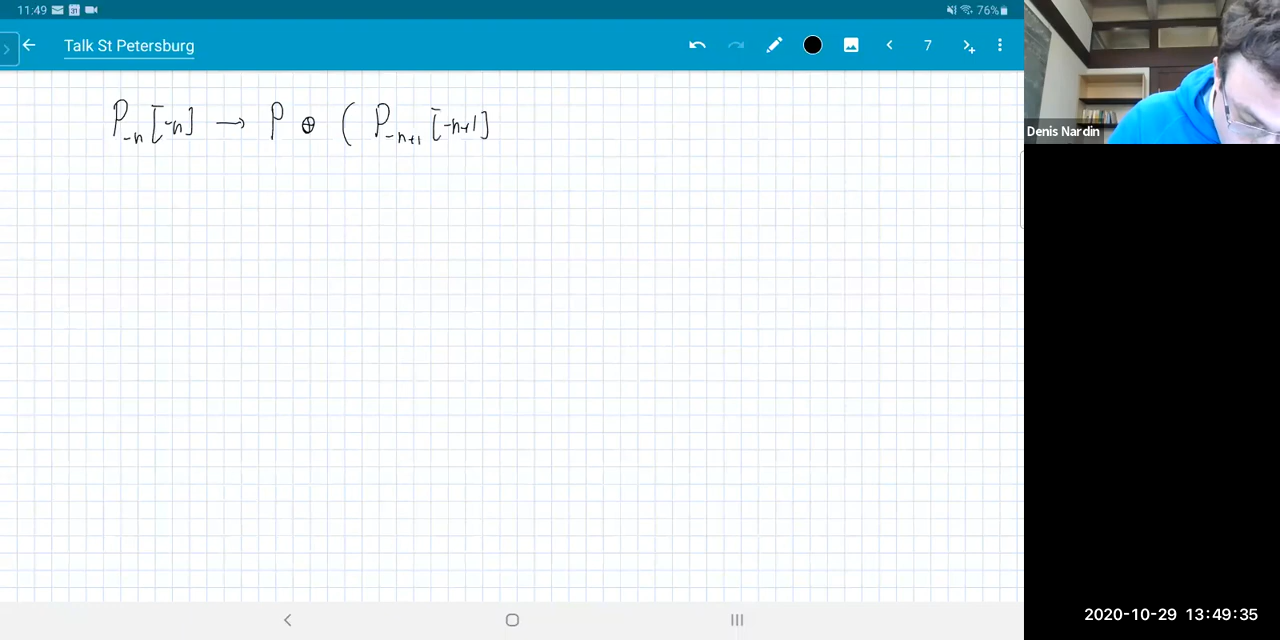 11:49 31 76%
Talk St Petersburg 7
P_{-n}[-n] → P ⊕ ( P_{-n+1}[-n+1]
Denis Nardin
2020-10-29 13:49:35